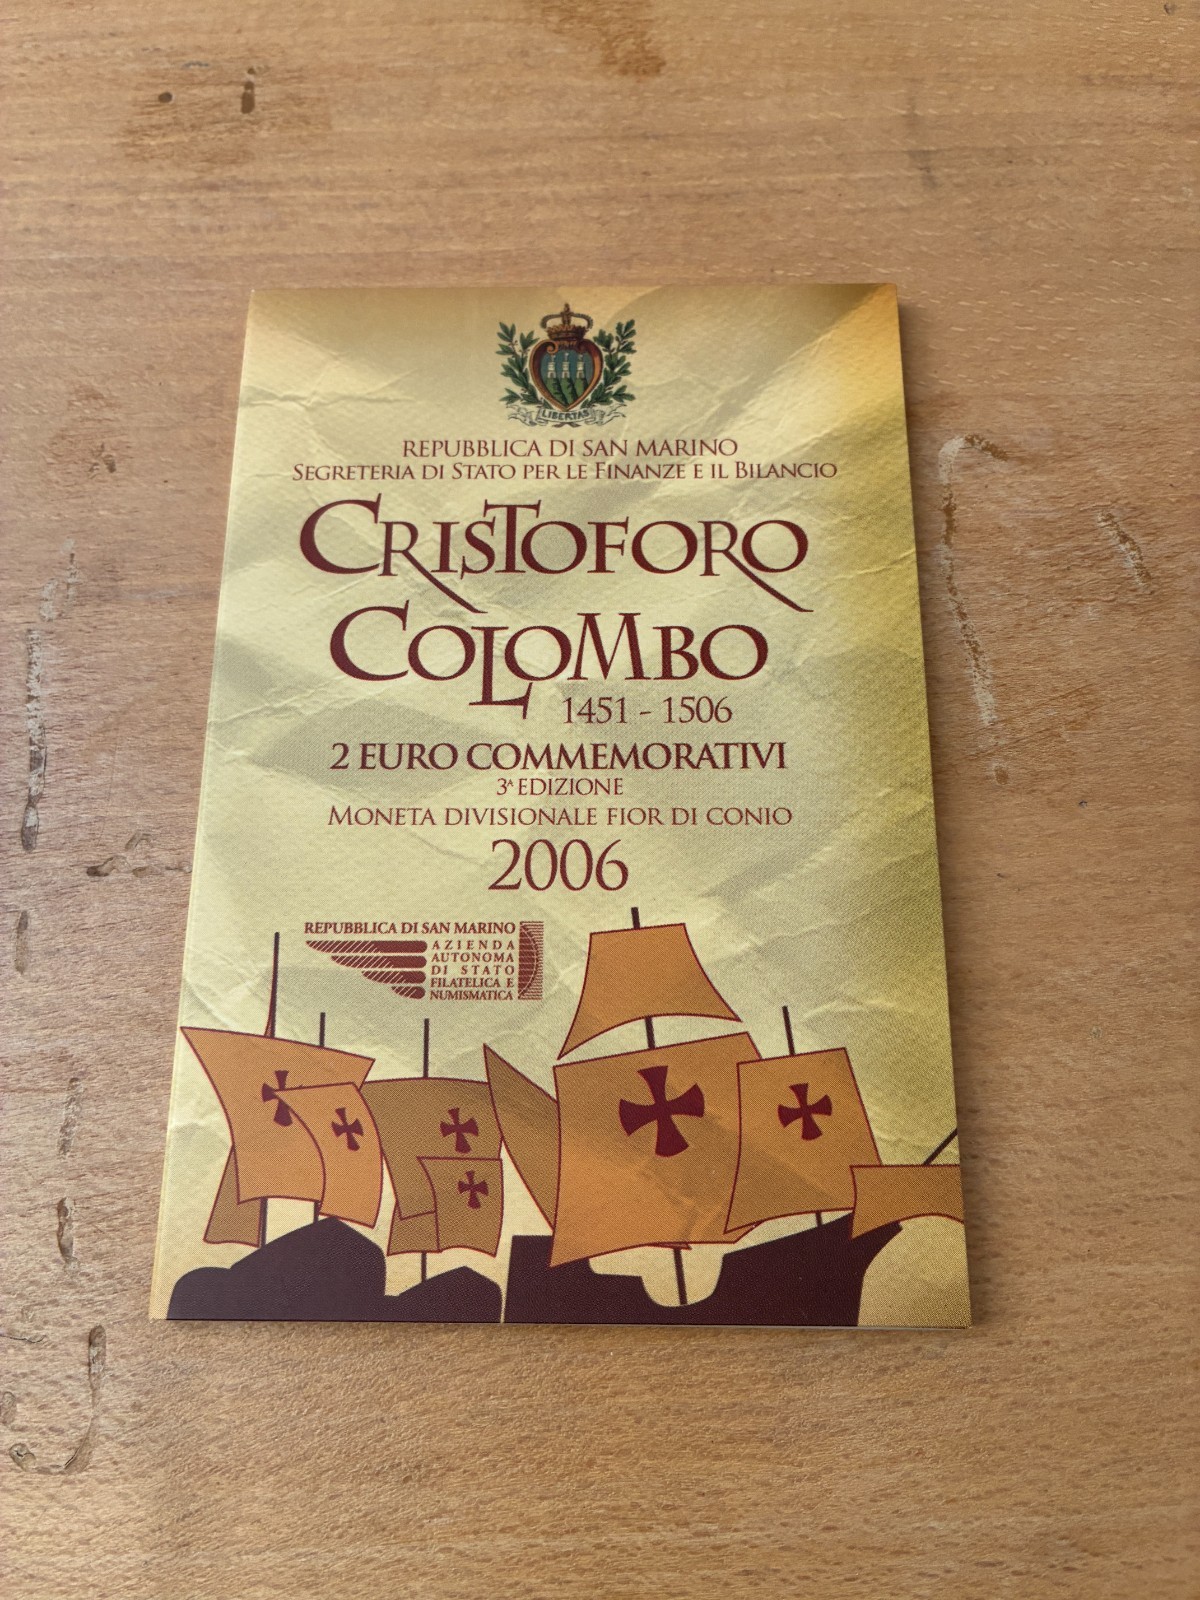 LIBERTAS
REPUBBLICA DI SAN MARINO
SEGRETERIA DI STATO PER LE FINANZE E IL BILANCIO
CRISTOFORO
COLOMBO
1451 - 1506
2 EURO COMMEMORATIVI
3ᴬ EDIZIONE
MONETA DIVISIONALE FIOR DI CONIO
2006
REPUBBLICA DI SAN MARINO
AZIENDA
AUTONOMA
DI STATO
FILATELICA E
NUMISMATICA